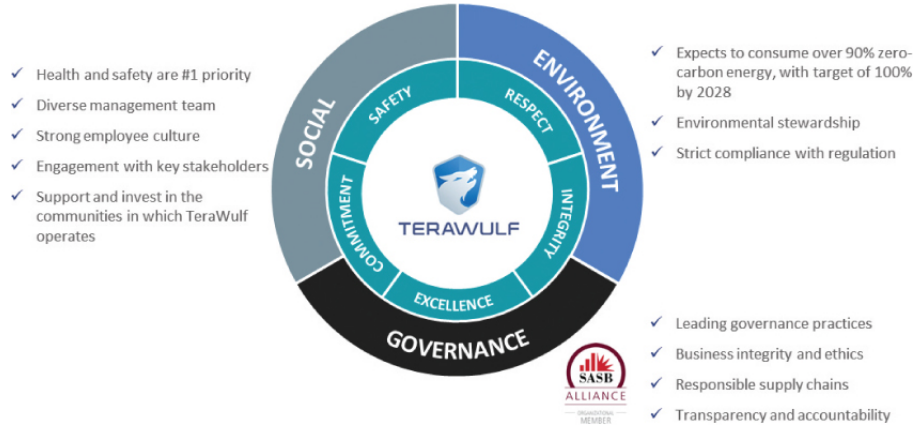 Health and safety are #1 priority
Diverse management team
Strong employee culture
Engagement with key stakeholders
Support and invest in the
communities in which TeraWulf
operates
SOCIAL
ENVIRONMENT
GOVERNANCE
SAFETY
RESPECT
INTEGRITY
EXCELLENCE
COMMITMENT
TERAWULF
Expects to consume over 90% zero-
carbon energy, with target of 100%
by 2028
Environmental stewardship
Strict compliance with regulation
SASB
ALLIANCE
ORGANIZATIONAL
MEMBER
Leading governance practices
Business integrity and ethics
Responsible supply chains
Transparency and accountability